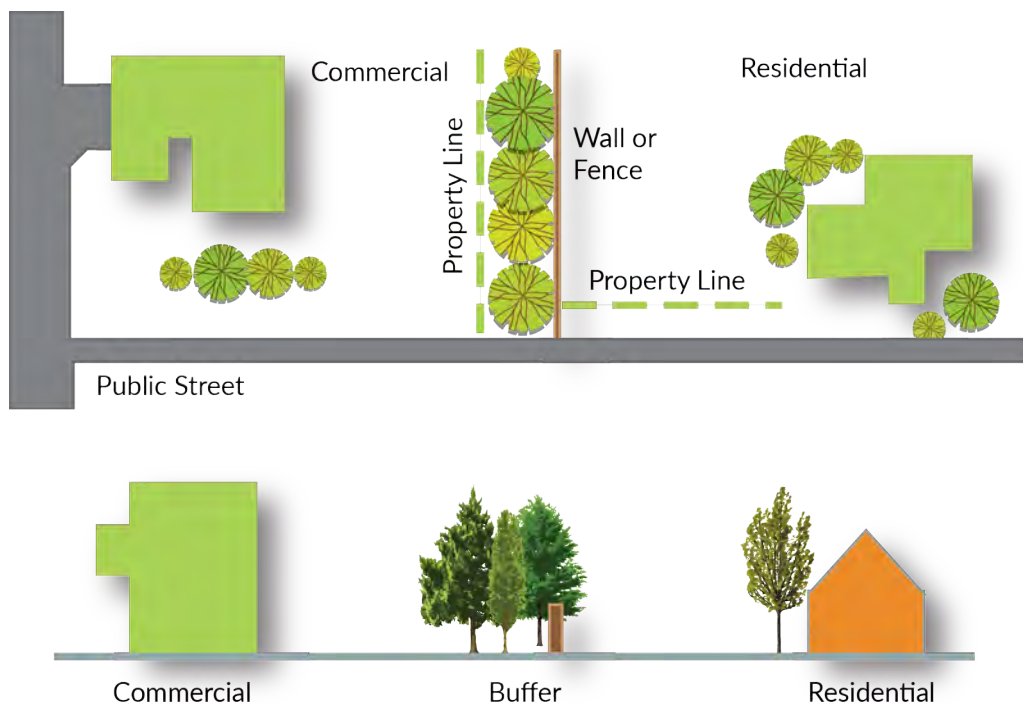 Commercial
Residential
Property Line
Wall or
Fence
Property Line
Public Street
Commercial
Buffer
Residential